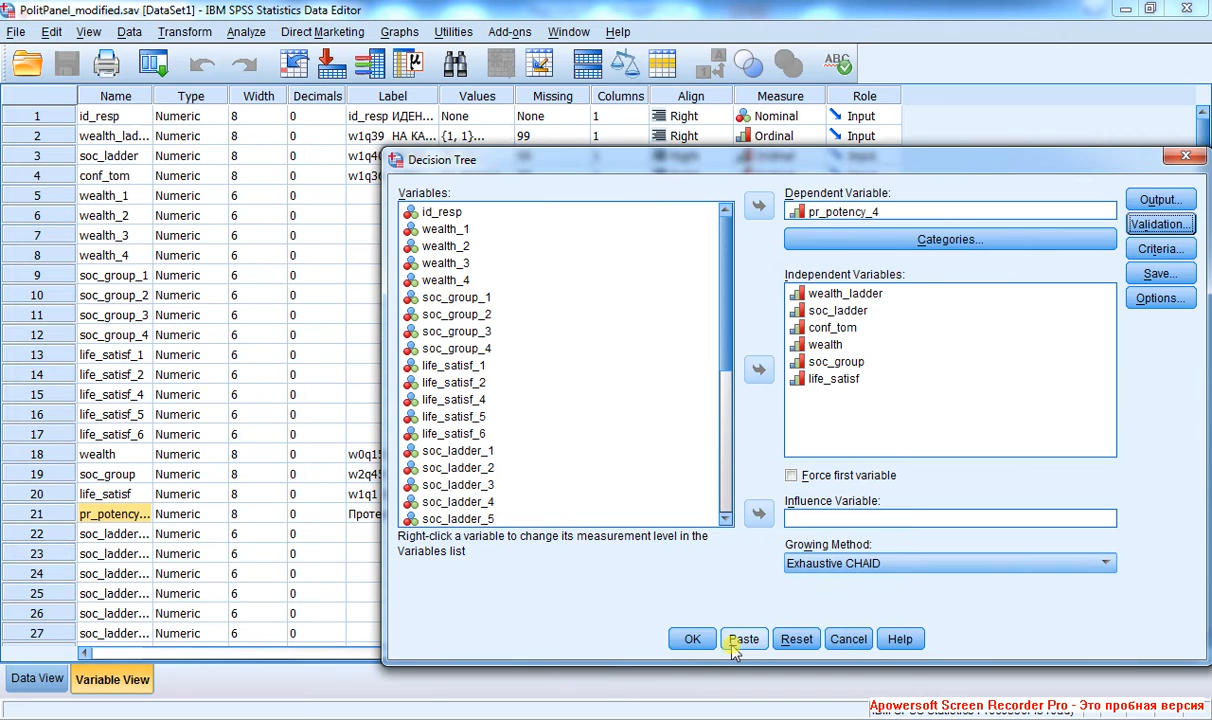 PolitPanel_modified.sav [DataSet1] - IBM SPSS Statistics Data Editor
File Edit View Data Transform Analyze Direct Marketing Graphs Utilities Add-ons Window Help
Name Type Width Decimals Label Values Missing Columns Align Measure Role
1 id_resp Numeric 8 0 id_resp ИДЕН... None None 1 Right Nominal Input
2 wealth_lad... Numeric 8 0 w1q39 НА КА... {1, 1}... 99 1 Right Ordinal Input
3 soc_ladder Numeric 8 0
4 conf_tom Numeric 8 0
5 wealth_1 Numeric 6 0
6 wealth_2 Numeric 6 0
7 wealth_3 Numeric 6 0
8 wealth_4 Numeric 6 0
9 soc_group_1 Numeric 6 0
10 soc_group_2 Numeric 6 0
11 soc_group_3 Numeric 6 0
12 soc_group_4 Numeric 6 0
13 life_satisf_1 Numeric 6 0
14 life_satisf_2 Numeric 6 0
15 life_satisf_4 Numeric 6 0
16 life_satisf_5 Numeric 6 0
17 life_satisf_6 Numeric 6 0
18 wealth Numeric 8 0
19 soc_group Numeric 8 0
20 life_satisf Numeric 8 0 w1q1
21 pr_potency... Numeric 8 0
22 soc_ladder... Numeric 6 0
23 soc_ladder... Numeric 6 0
24 soc_ladder... Numeric 6 0
25 soc_ladder... Numeric 6 0
26 soc_ladder... Numeric 6 0
27 soc_ladder... Numeric 6 0
Data View Variable View
Decision Tree
Variables:
id_resp
wealth_1
wealth_2
wealth_3
wealth_4
soc_group_1
soc_group_2
soc_group_3
soc_group_4
life_satisf_1
life_satisf_2
life_satisf_4
life_satisf_5
life_satisf_6
soc_ladder_1
soc_ladder_2
soc_ladder_3
soc_ladder_4
soc_ladder_5
Right-click a variable to change its measurement level in the
Variables list
Dependent Variable:
pr_potency_4
Categories...
Independent Variables:
wealth_ladder
soc_ladder
conf_tom
wealth
soc_group
life_satisf
Force first variable
Influence Variable:
Growing Method:
Exhaustive CHAID
Output...
Validation...
Criteria...
Save...
Options...
OK Paste Reset Cancel Help
Apowersoft Screen Recorder Pro - Это пробная версия